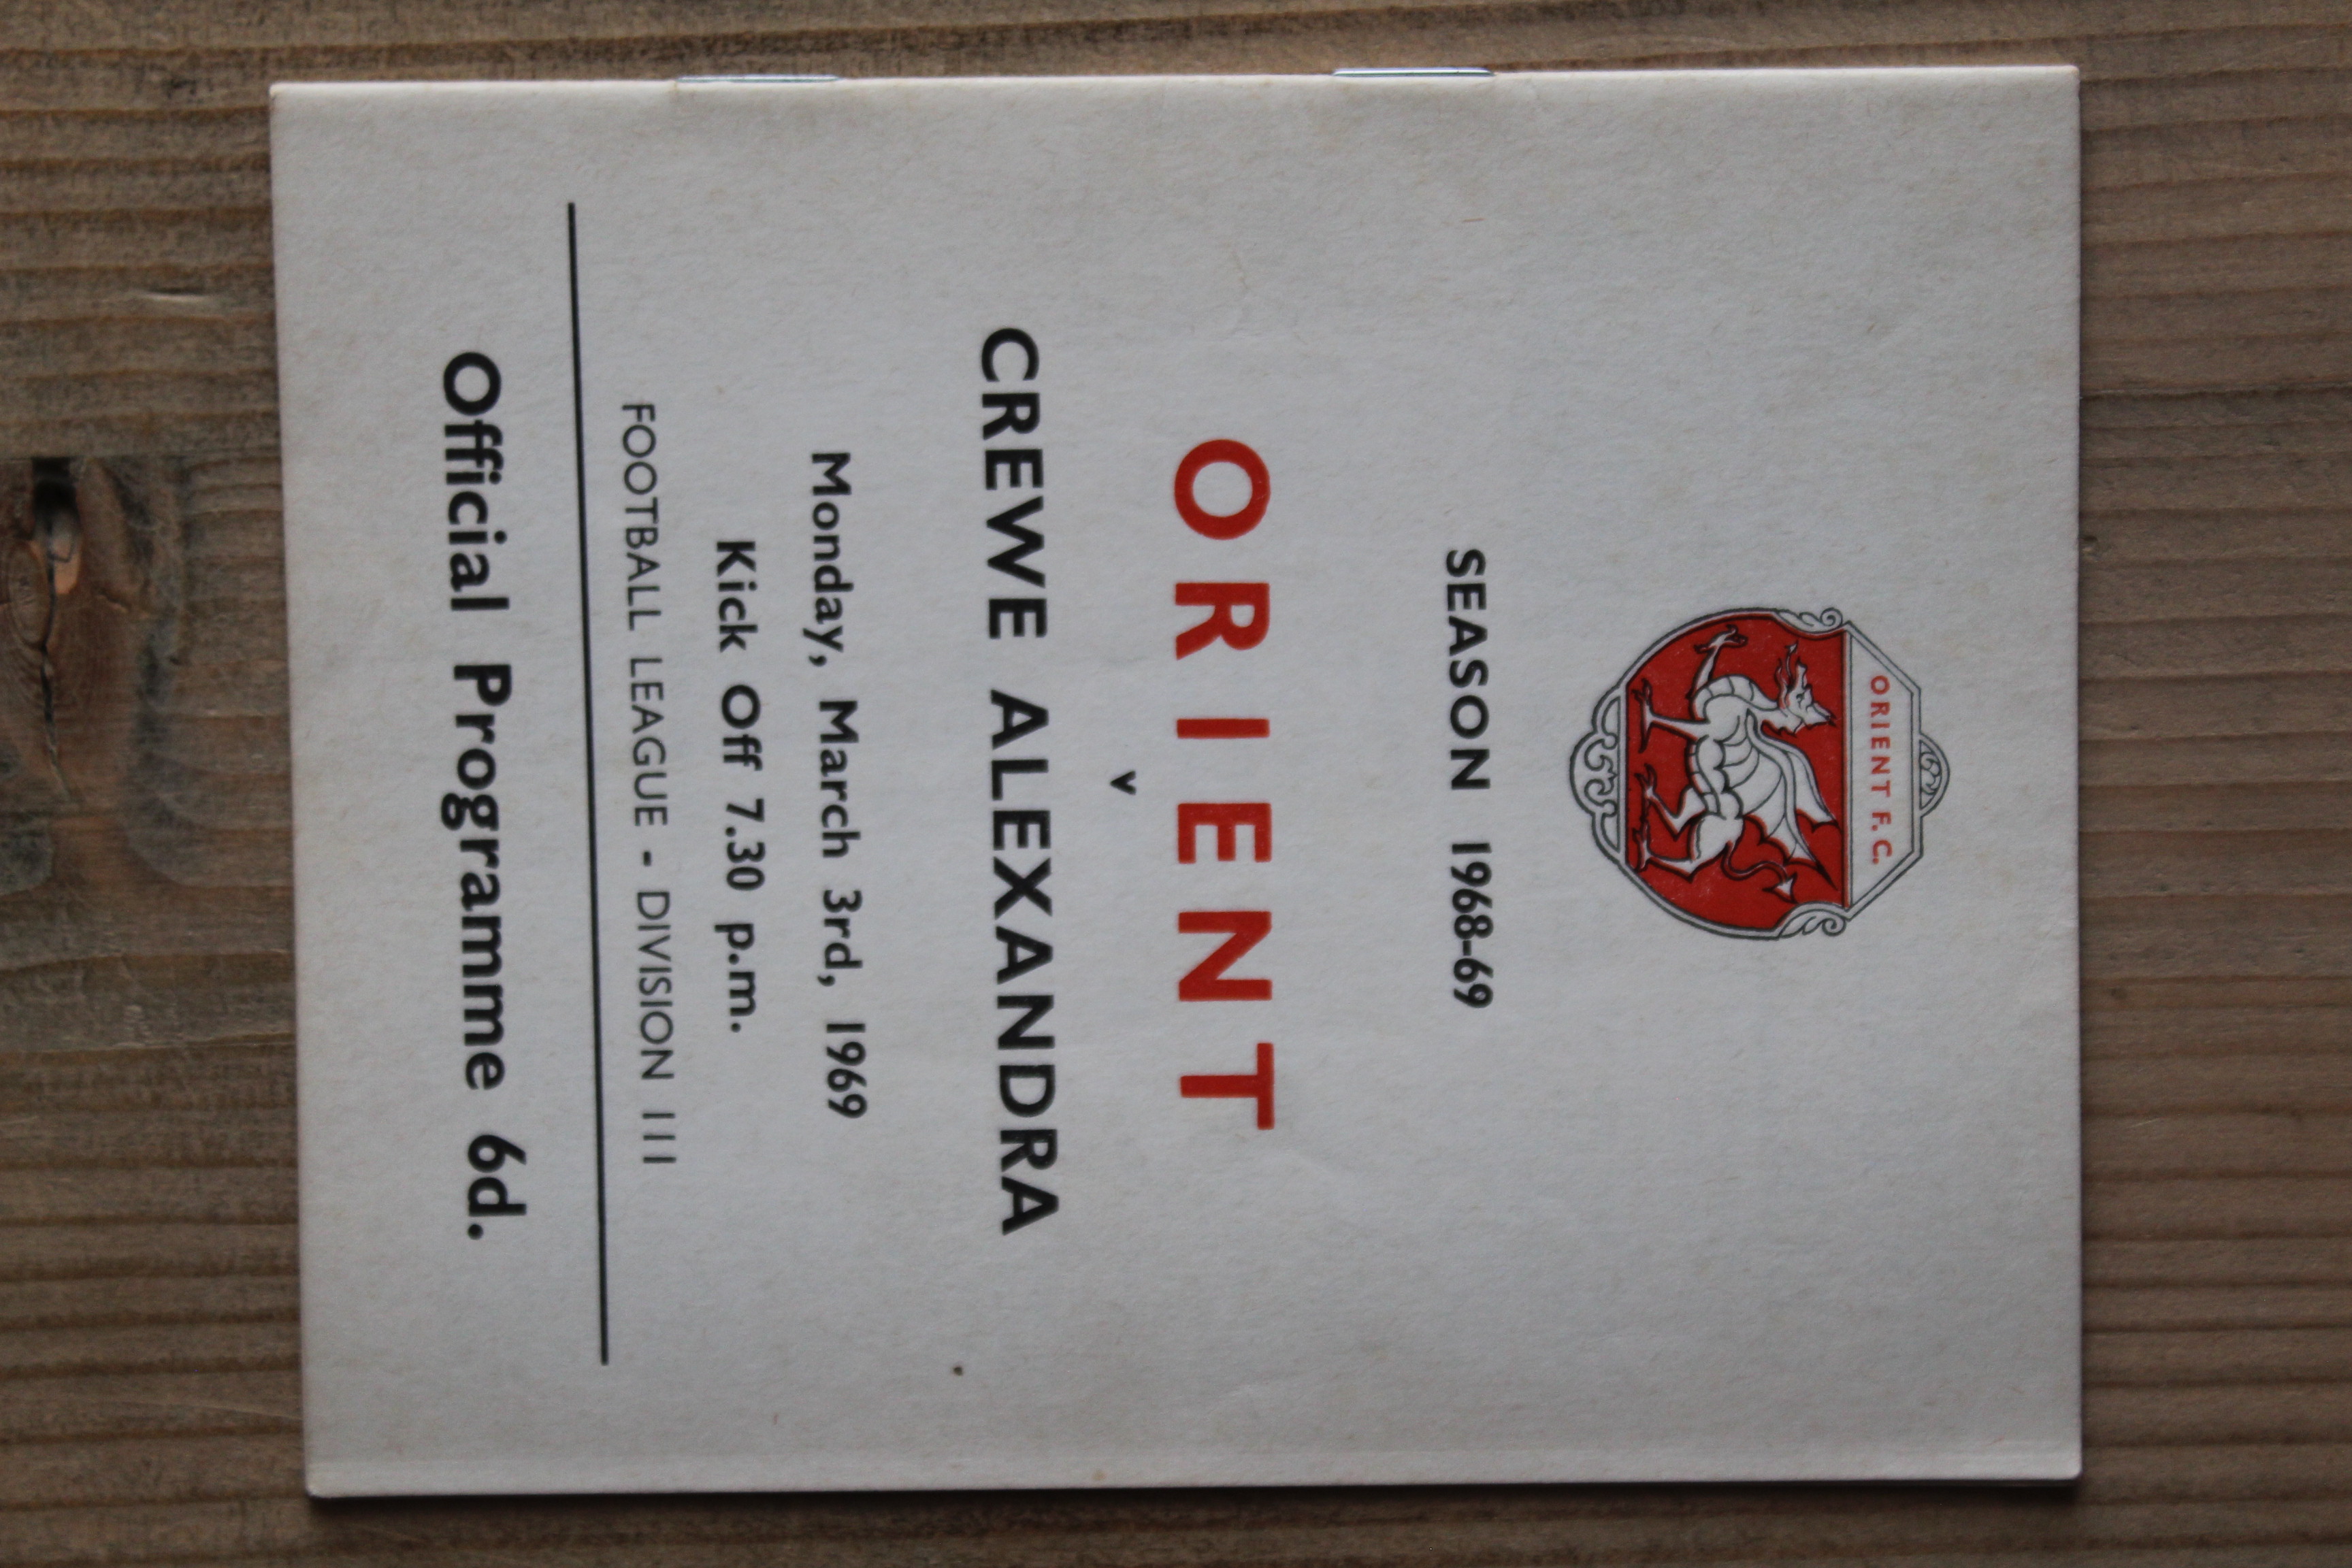 ORIENT F.C.
SEASON 1968-69
ORIENT
v
CREWE ALEXANDRA
Monday, March 3rd, 1969
Kick Off 7.30 p.m.
FOOTBALL LEAGUE - DIVISION III
Official Programme 6d.